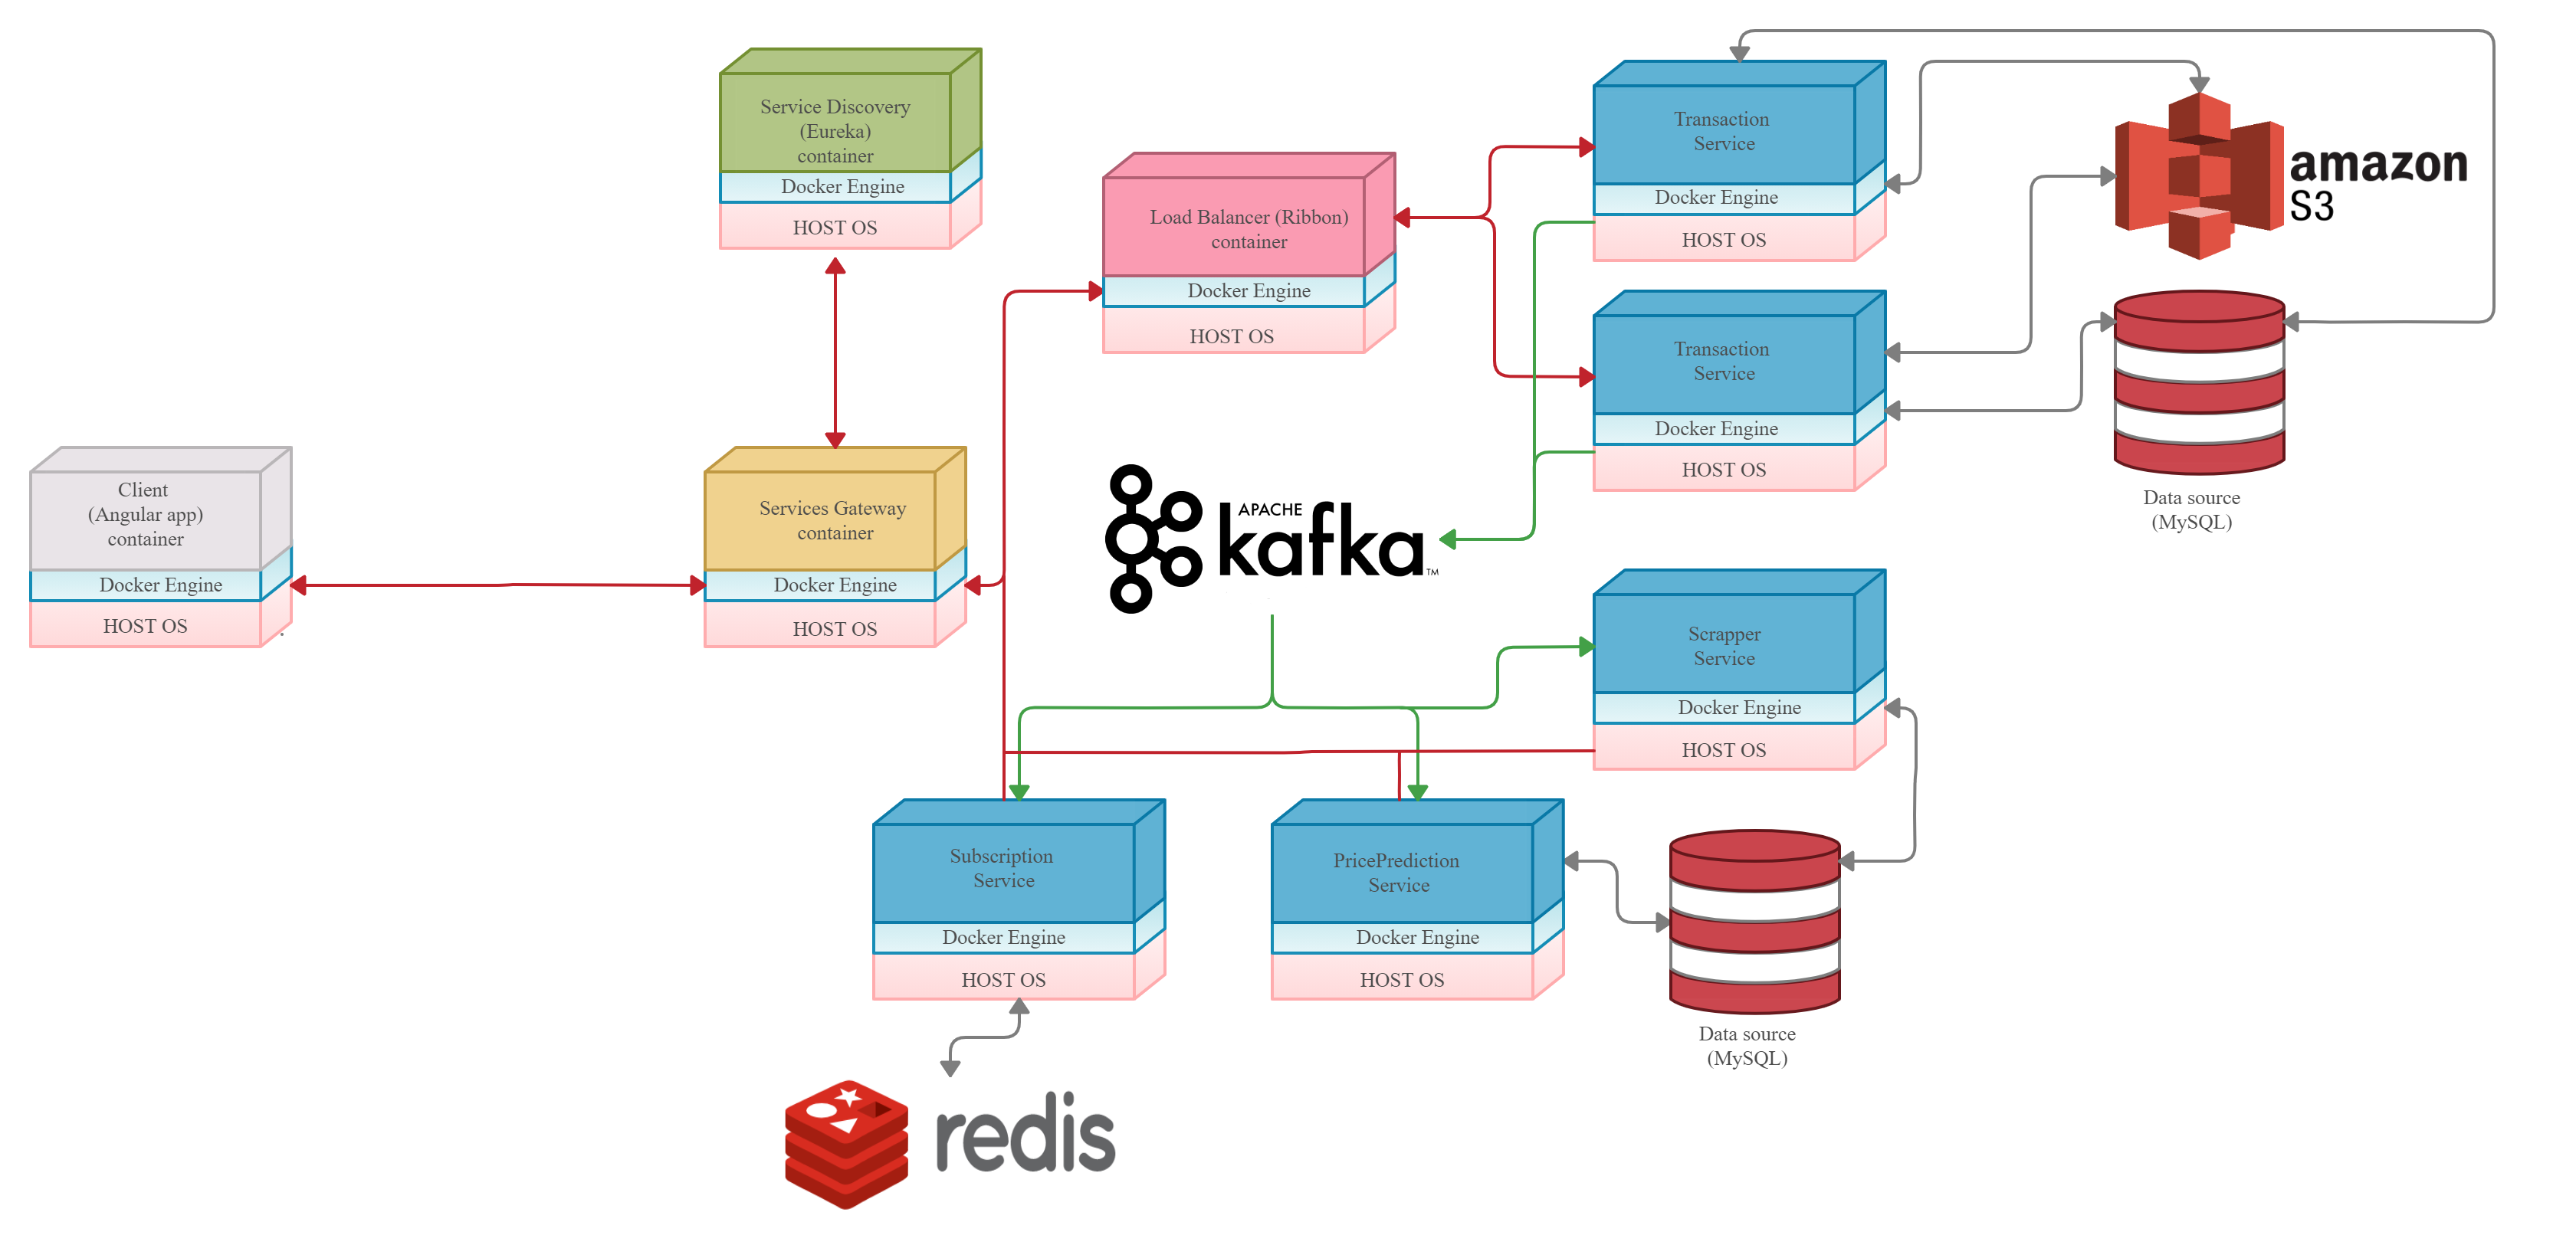 Service Discovery
(Eureka)
container
Docker Engine
HOST OS
Load Balancer (Ribbon)
container
Docker Engine
HOST OS
Transaction
Service
Docker Engine
HOST OS
amazon
S3
Transaction
Service
Docker Engine
HOST OS
Data source
(MySQL)
Client
(Angular app)
container
Docker Engine
HOST OS
Services Gateway
container
Docker Engine
HOST OS
APACHE
kafka™
Scrapper
Service
Docker Engine
HOST OS
Subscription
Service
Docker Engine
HOST OS
PricePrediction
Service
Docker Engine
HOST OS
Data source
(MySQL)
redis